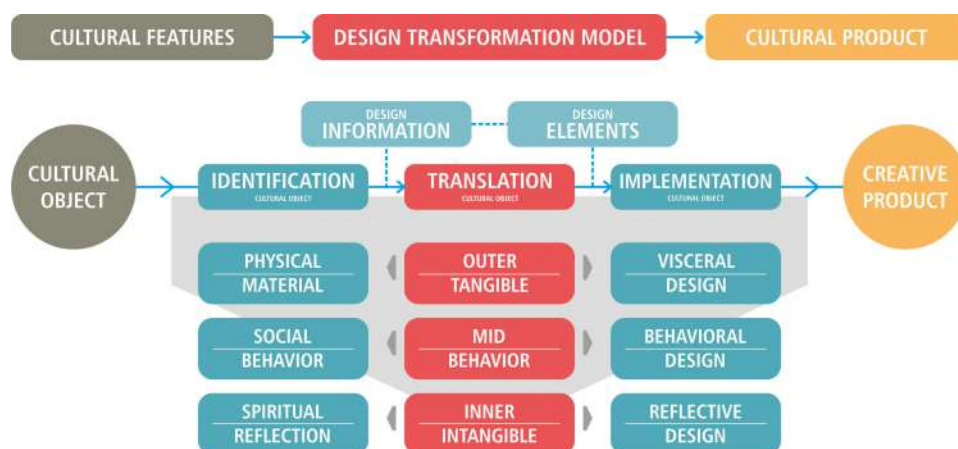 CULTURAL FEATURES
DESIGN TRANSFORMATION MODEL
CULTURAL PRODUCT
DESIGN
INFORMATION
DESIGN
ELEMENTS
CULTURAL
OBJECT
IDENTIFICATION
CULTURAL OBJECT
TRANSLATION
CULTURAL OBJECT
IMPLEMENTATION
CULTURAL OBJECT
CREATIVE
PRODUCT
PHYSICAL
MATERIAL
OUTER
TANGIBLE
VISCERAL
DESIGN
SOCIAL
BEHAVIOR
MID
BEHAVIOR
BEHAVIORAL
DESIGN
SPIRITUAL
REFLECTION
INNER
INTANGIBLE
REFLECTIVE
DESIGN